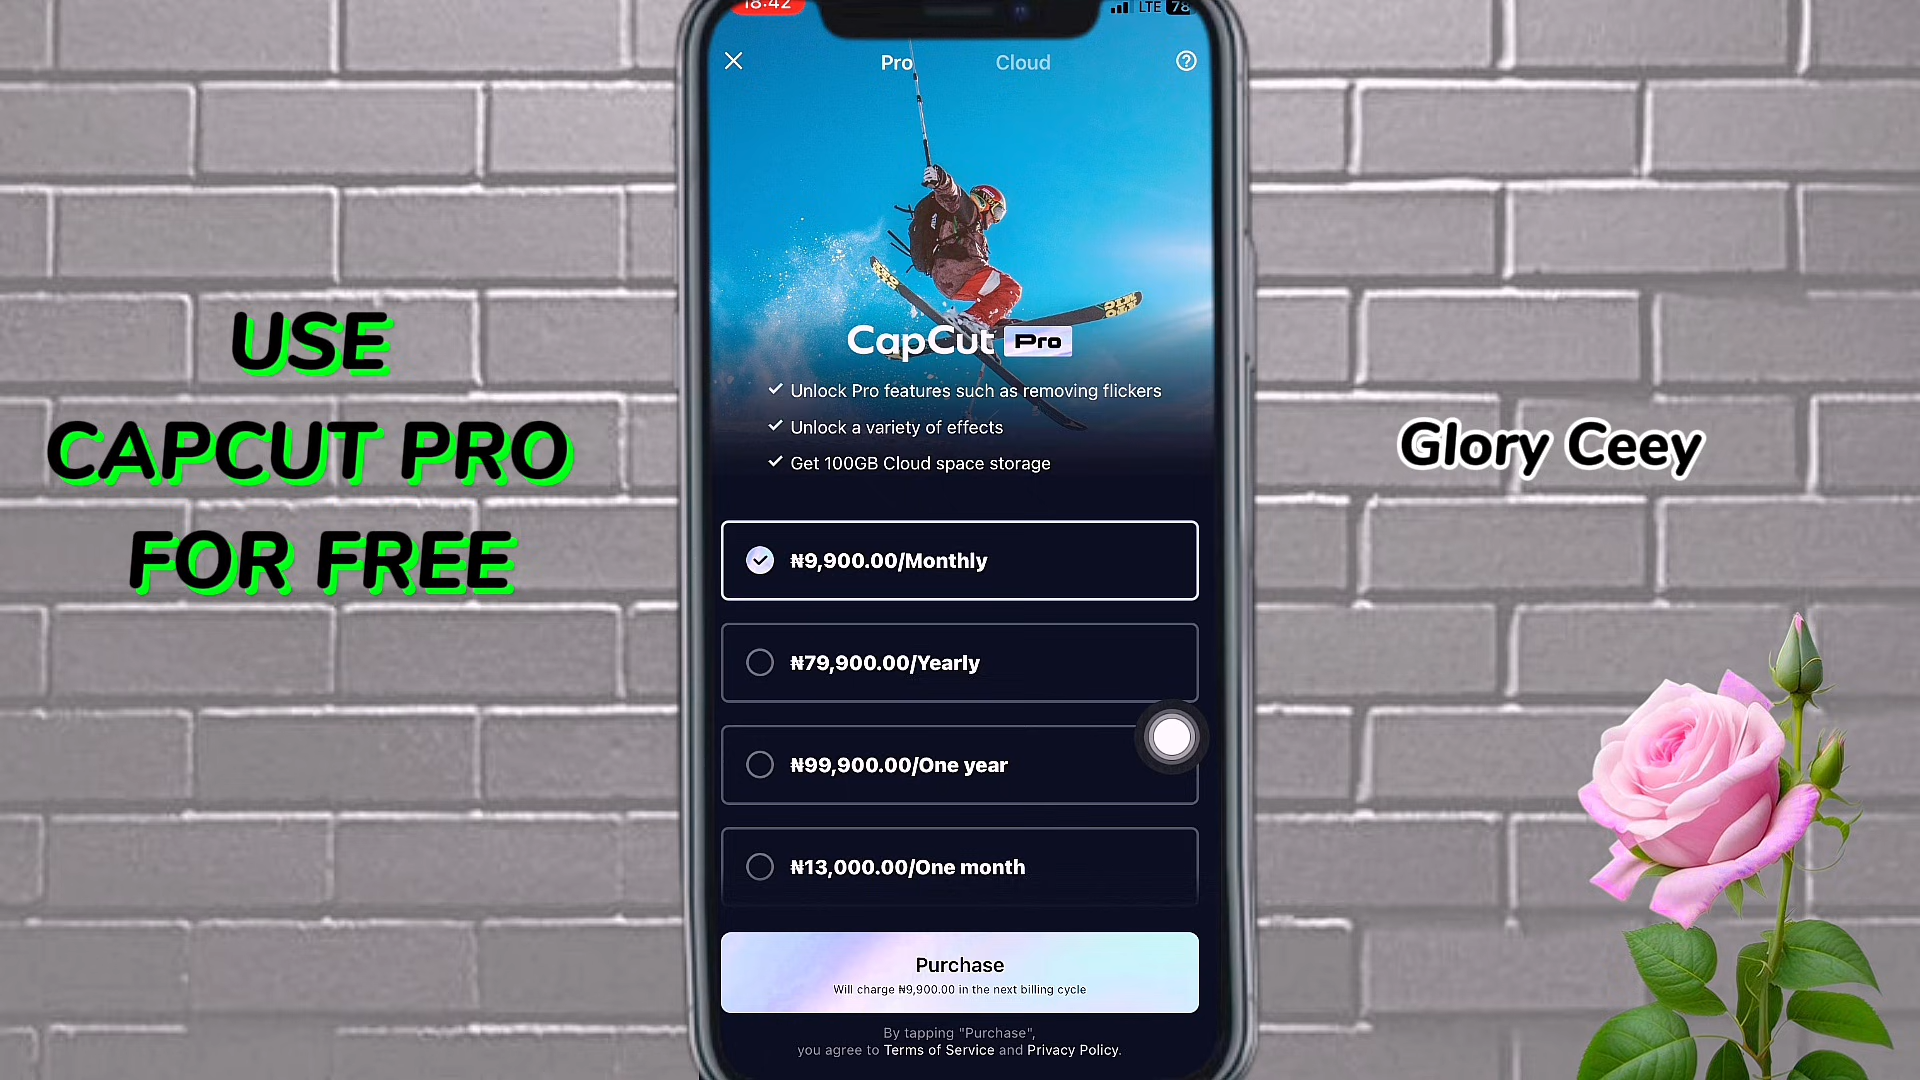 18:42
LTE 78
Pro
Cloud
USE
CAPCUT PRO
FOR FREE
CapCut Pro
Unlock Pro features such as removing flickers
Unlock a variety of effects
Get 100GB Cloud space storage
Glory Ceey
₦9,900.00/Monthly
₦79,900.00/Yearly
₦99,900.00/One year
₦13,000.00/One month
Purchase
Will charge ₦9,900.00 in the next billing cycle
By tapping "Purchase",
you agree to Terms of Service and Privacy Policy.